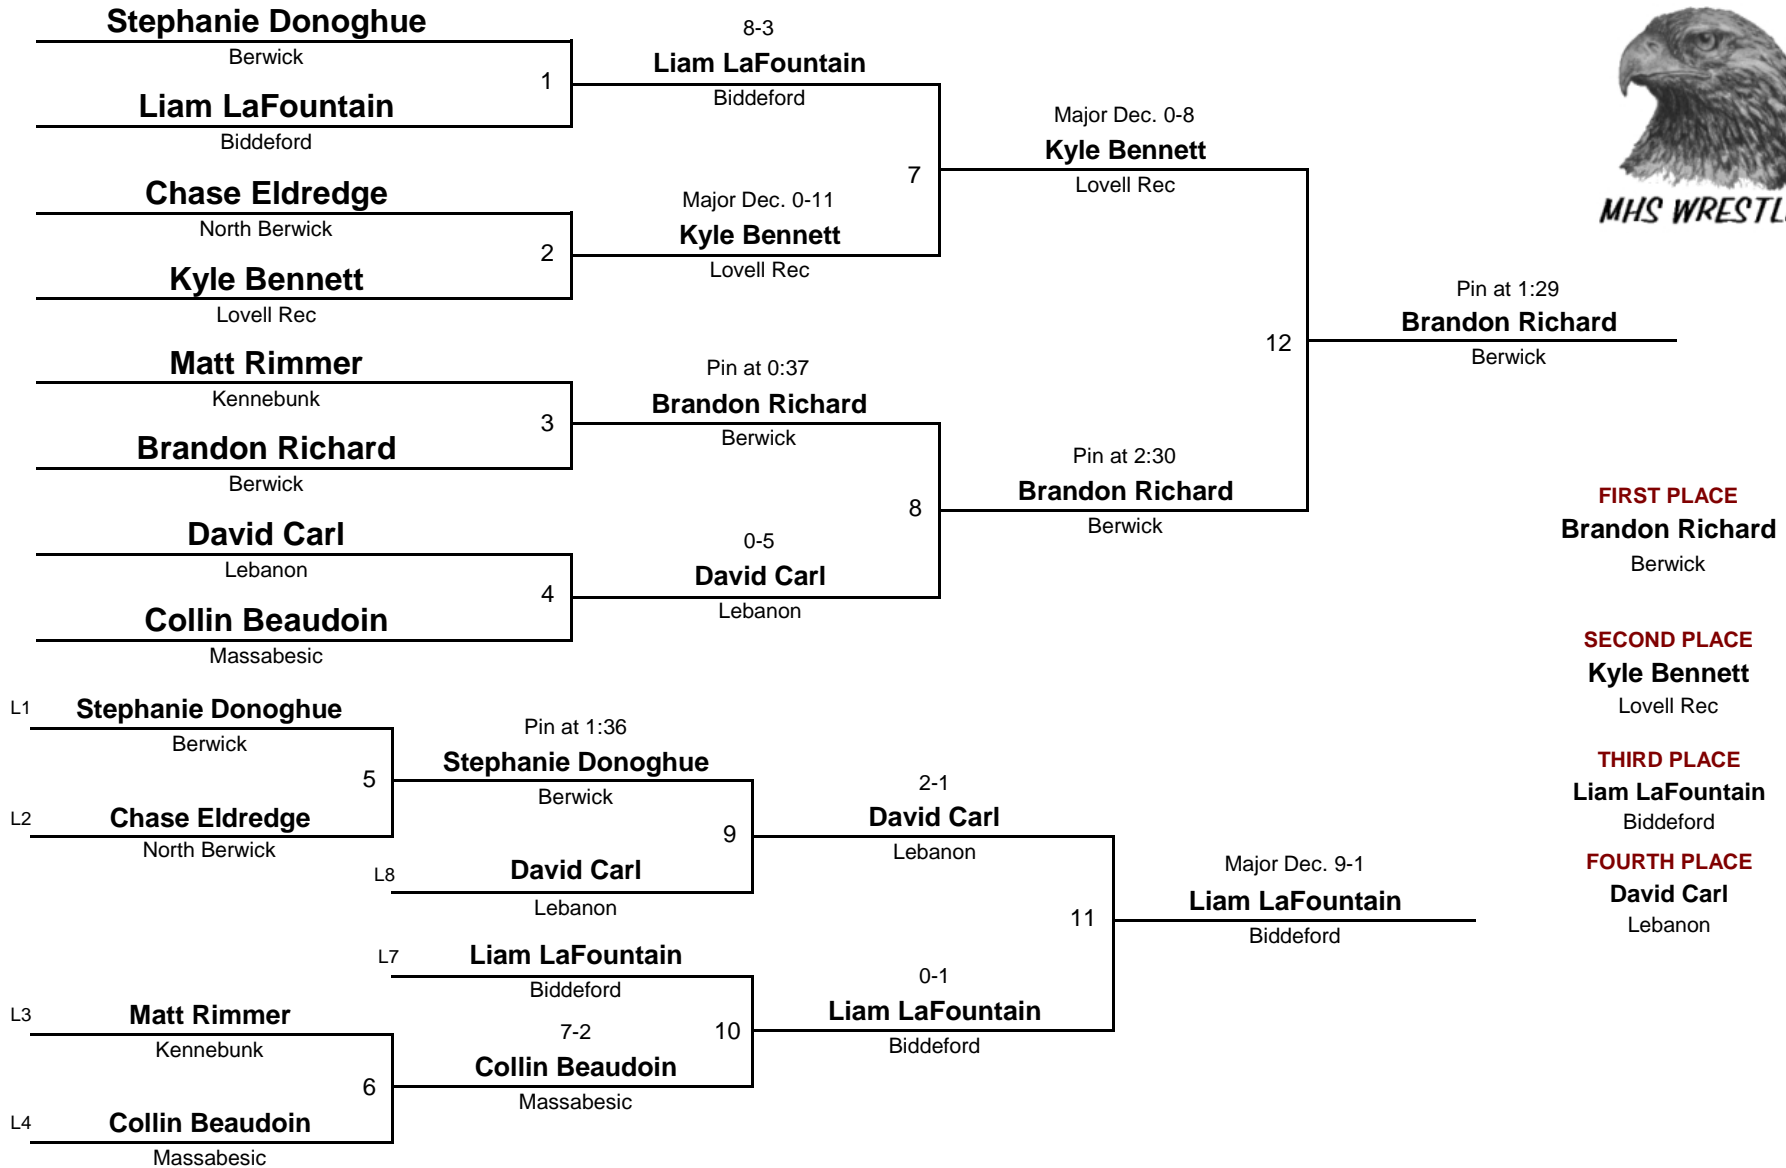 Stephanie Donoghue
Berwick
1
Liam LaFountain
Biddeford
8-3
Liam LaFountain
Biddeford
Chase Eldredge
North Berwick
2
Kyle Bennett
Lovell Rec
Major Dec. 0-11
Kyle Bennett
Lovell Rec
7
Major Dec. 0-8
Kyle Bennett
Lovell Rec
Matt Rimmer
Kennebunk
3
Brandon Richard
Berwick
Pin at 0:37
Brandon Richard
Berwick
David Carl
Lebanon
4
Collin Beaudoin
Massabesic
0-5
David Carl
Lebanon
8
Pin at 2:30
Brandon Richard
Berwick
12
Pin at 1:29
Brandon Richard
Berwick
MHS WRESTL
FIRST PLACE
Brandon Richard
Berwick
SECOND PLACE
Kyle Bennett
Lovell Rec
THIRD PLACE
Liam LaFountain
Biddeford
FOURTH PLACE
David Carl
Lebanon
L1
Stephanie Donoghue
Berwick
5
L2
Chase Eldredge
North Berwick
Pin at 1:36
Stephanie Donoghue
Berwick
9
L8
David Carl
Lebanon
2-1
David Carl
Lebanon
L7
Liam LaFountain
Biddeford
10
L3
Matt Rimmer
Kennebunk
6
L4
Collin Beaudoin
Massabesic
7-2
Collin Beaudoin
Massabesic
0-1
Liam LaFountain
Biddeford
11
Major Dec. 9-1
Liam LaFountain
Biddeford